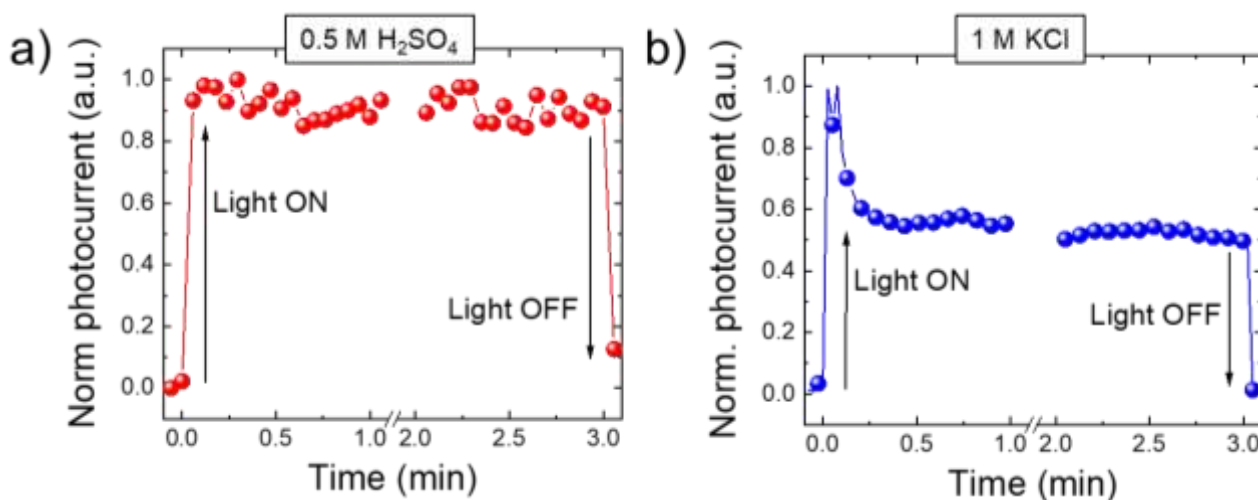 a)
0.5 M H₂SO₄
Norm photocurrent (a.u.)
1.0
0.8
0.6
0.4
0.2
0.0
Light ON
Light OFF
0.0 0.5 1.0 2.0 2.5 3.0
Time (min)
b)
1 M KCl
Norm. photocurrent (a.u.)
1.0
0.8
0.6
0.4
0.2
0.0
Light ON
Light OFF
0.0 0.5 1.0 2.0 2.5 3.0
Time (min)